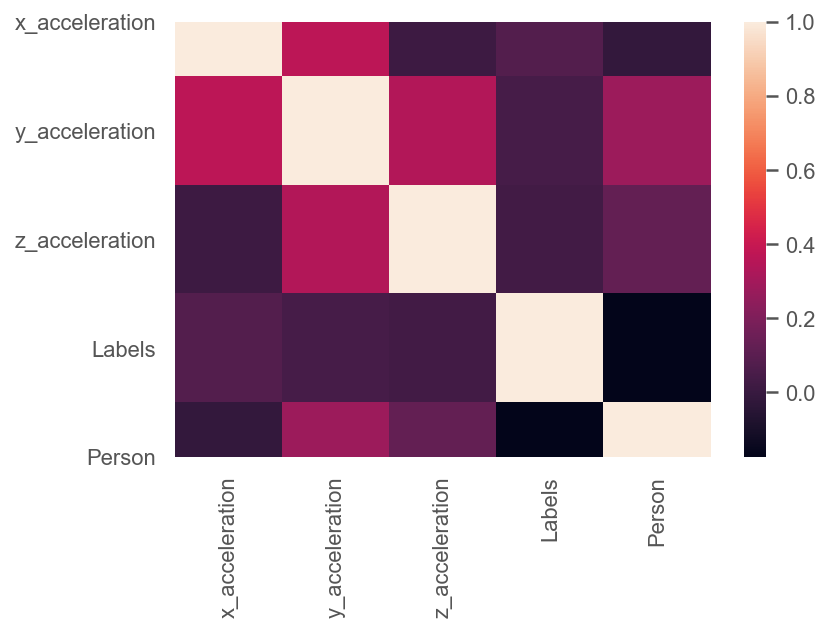 x_acceleration
y_acceleration
z_acceleration
Labels
Person
x_acceleration
y_acceleration
z_acceleration
Labels
Person
1.0
0.8
0.6
0.4
0.2
0.0